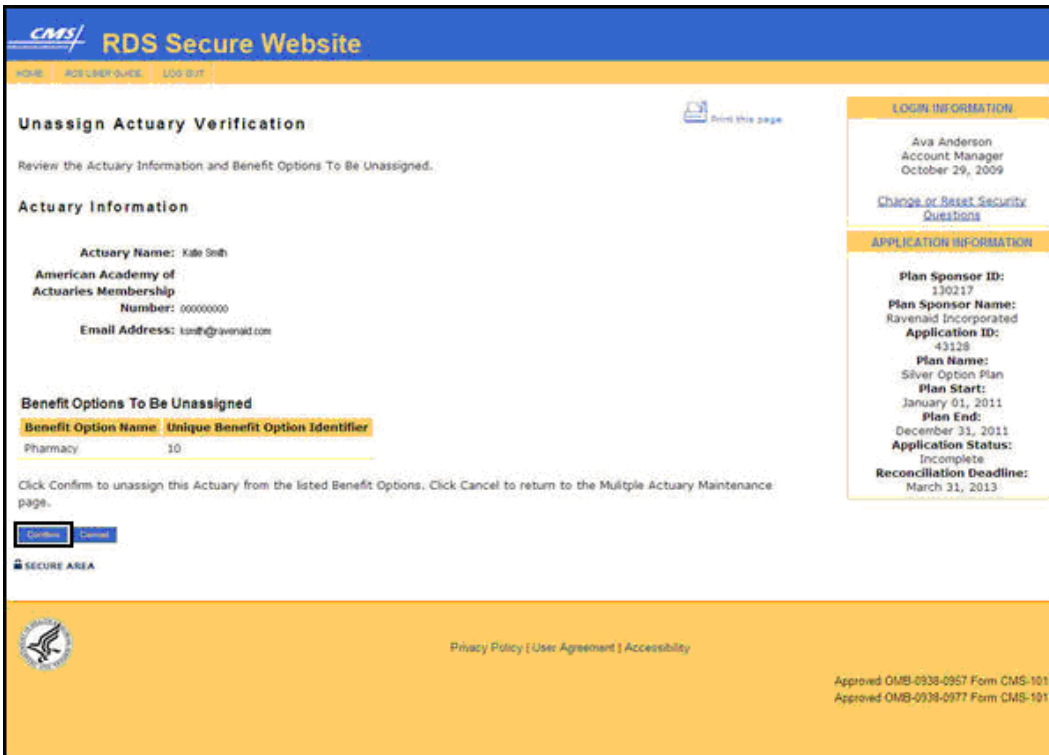 CMS/ RDS Secure Website
HOME RDS USER GUIDE LOG OUT
Unassign Actuary Verification
Print this page
Review the Actuary Information and Benefit Options To Be Unassigned.
Actuary Information
Actuary Name: Katie Smith
American Academy of
Actuaries Membership
Number: 000000000
Email Address: ksmith@ravenaid.com
Benefit Options To Be Unassigned
Benefit Option Name Unique Benefit Option Identifier
Pharmacy 10
Click Confirm to unassign this Actuary from the listed Benefit Options. Click Cancel to return to the Mulitple Actuary Maintenance
page.
Confirm Cancel
SECURE AREA
LOGIN INFORMATION
Ava Anderson
Account Manager
October 29, 2009
Change or Reset Security
Questions
APPLICATION INFORMATION
Plan Sponsor ID:
130217
Plan Sponsor Name:
Ravenaid Incorporated
Application ID:
43128
Plan Name:
Silver Option Plan
Plan Start:
January 01, 2011
Plan End:
December 31, 2011
Application Status:
Incomplete
Reconciliation Deadline:
March 31, 2013
Privacy Policy | User Agreement | Accessibility
Approved OMB-0938-0957 Form CMS-101
Approved OMB-0938-0977 Form CMS-101